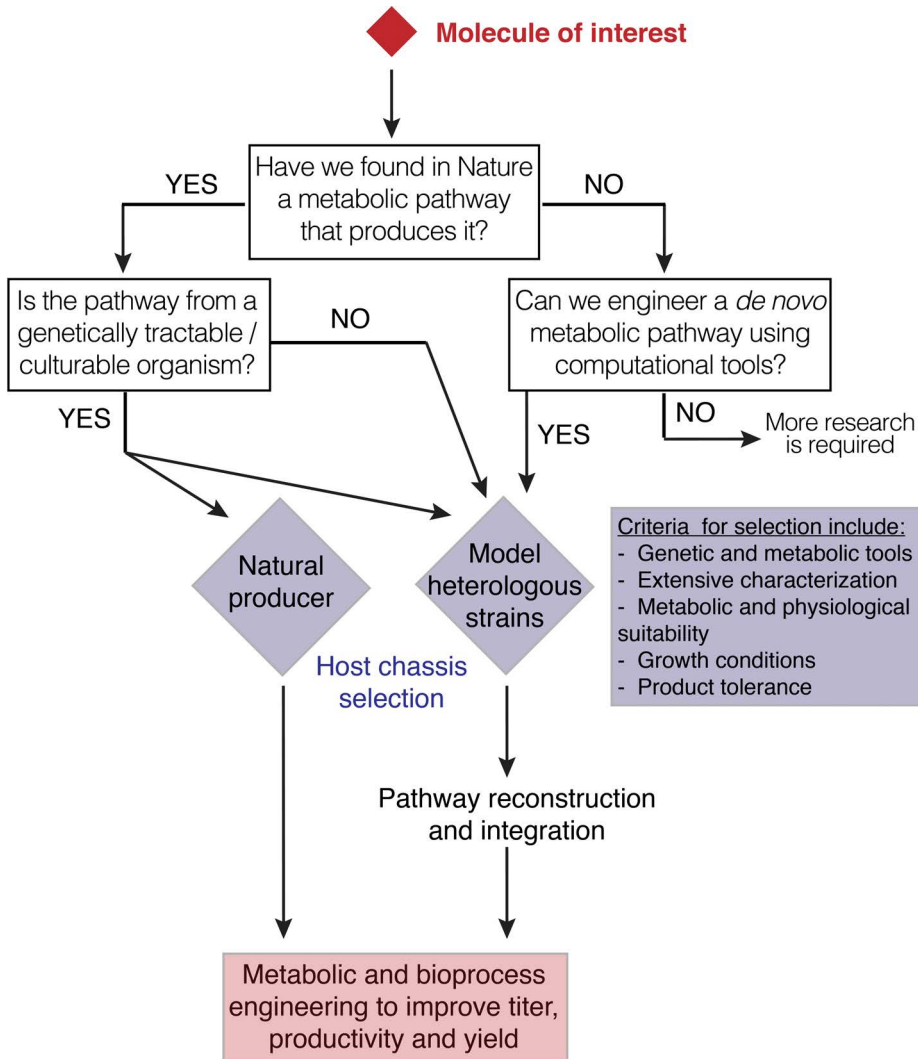 Molecule of interest
Have we found in Nature
a metabolic pathway
that produces it?
YES
NO
Is the pathway from a
genetically tractable /
culturable organism?
NO
Can we engineer a de novo
metabolic pathway using
computational tools?
YES
YES
NO
More research
is required
Natural
producer
Model
heterologous
strains
Host chassis
selection
Criteria for selection include:
- Genetic and metabolic tools
- Extensive characterization
- Metabolic and physiological
suitability
- Growth conditions
- Product tolerance
Pathway reconstruction
and integration
Metabolic and bioprocess
engineering to improve titer,
productivity and yield